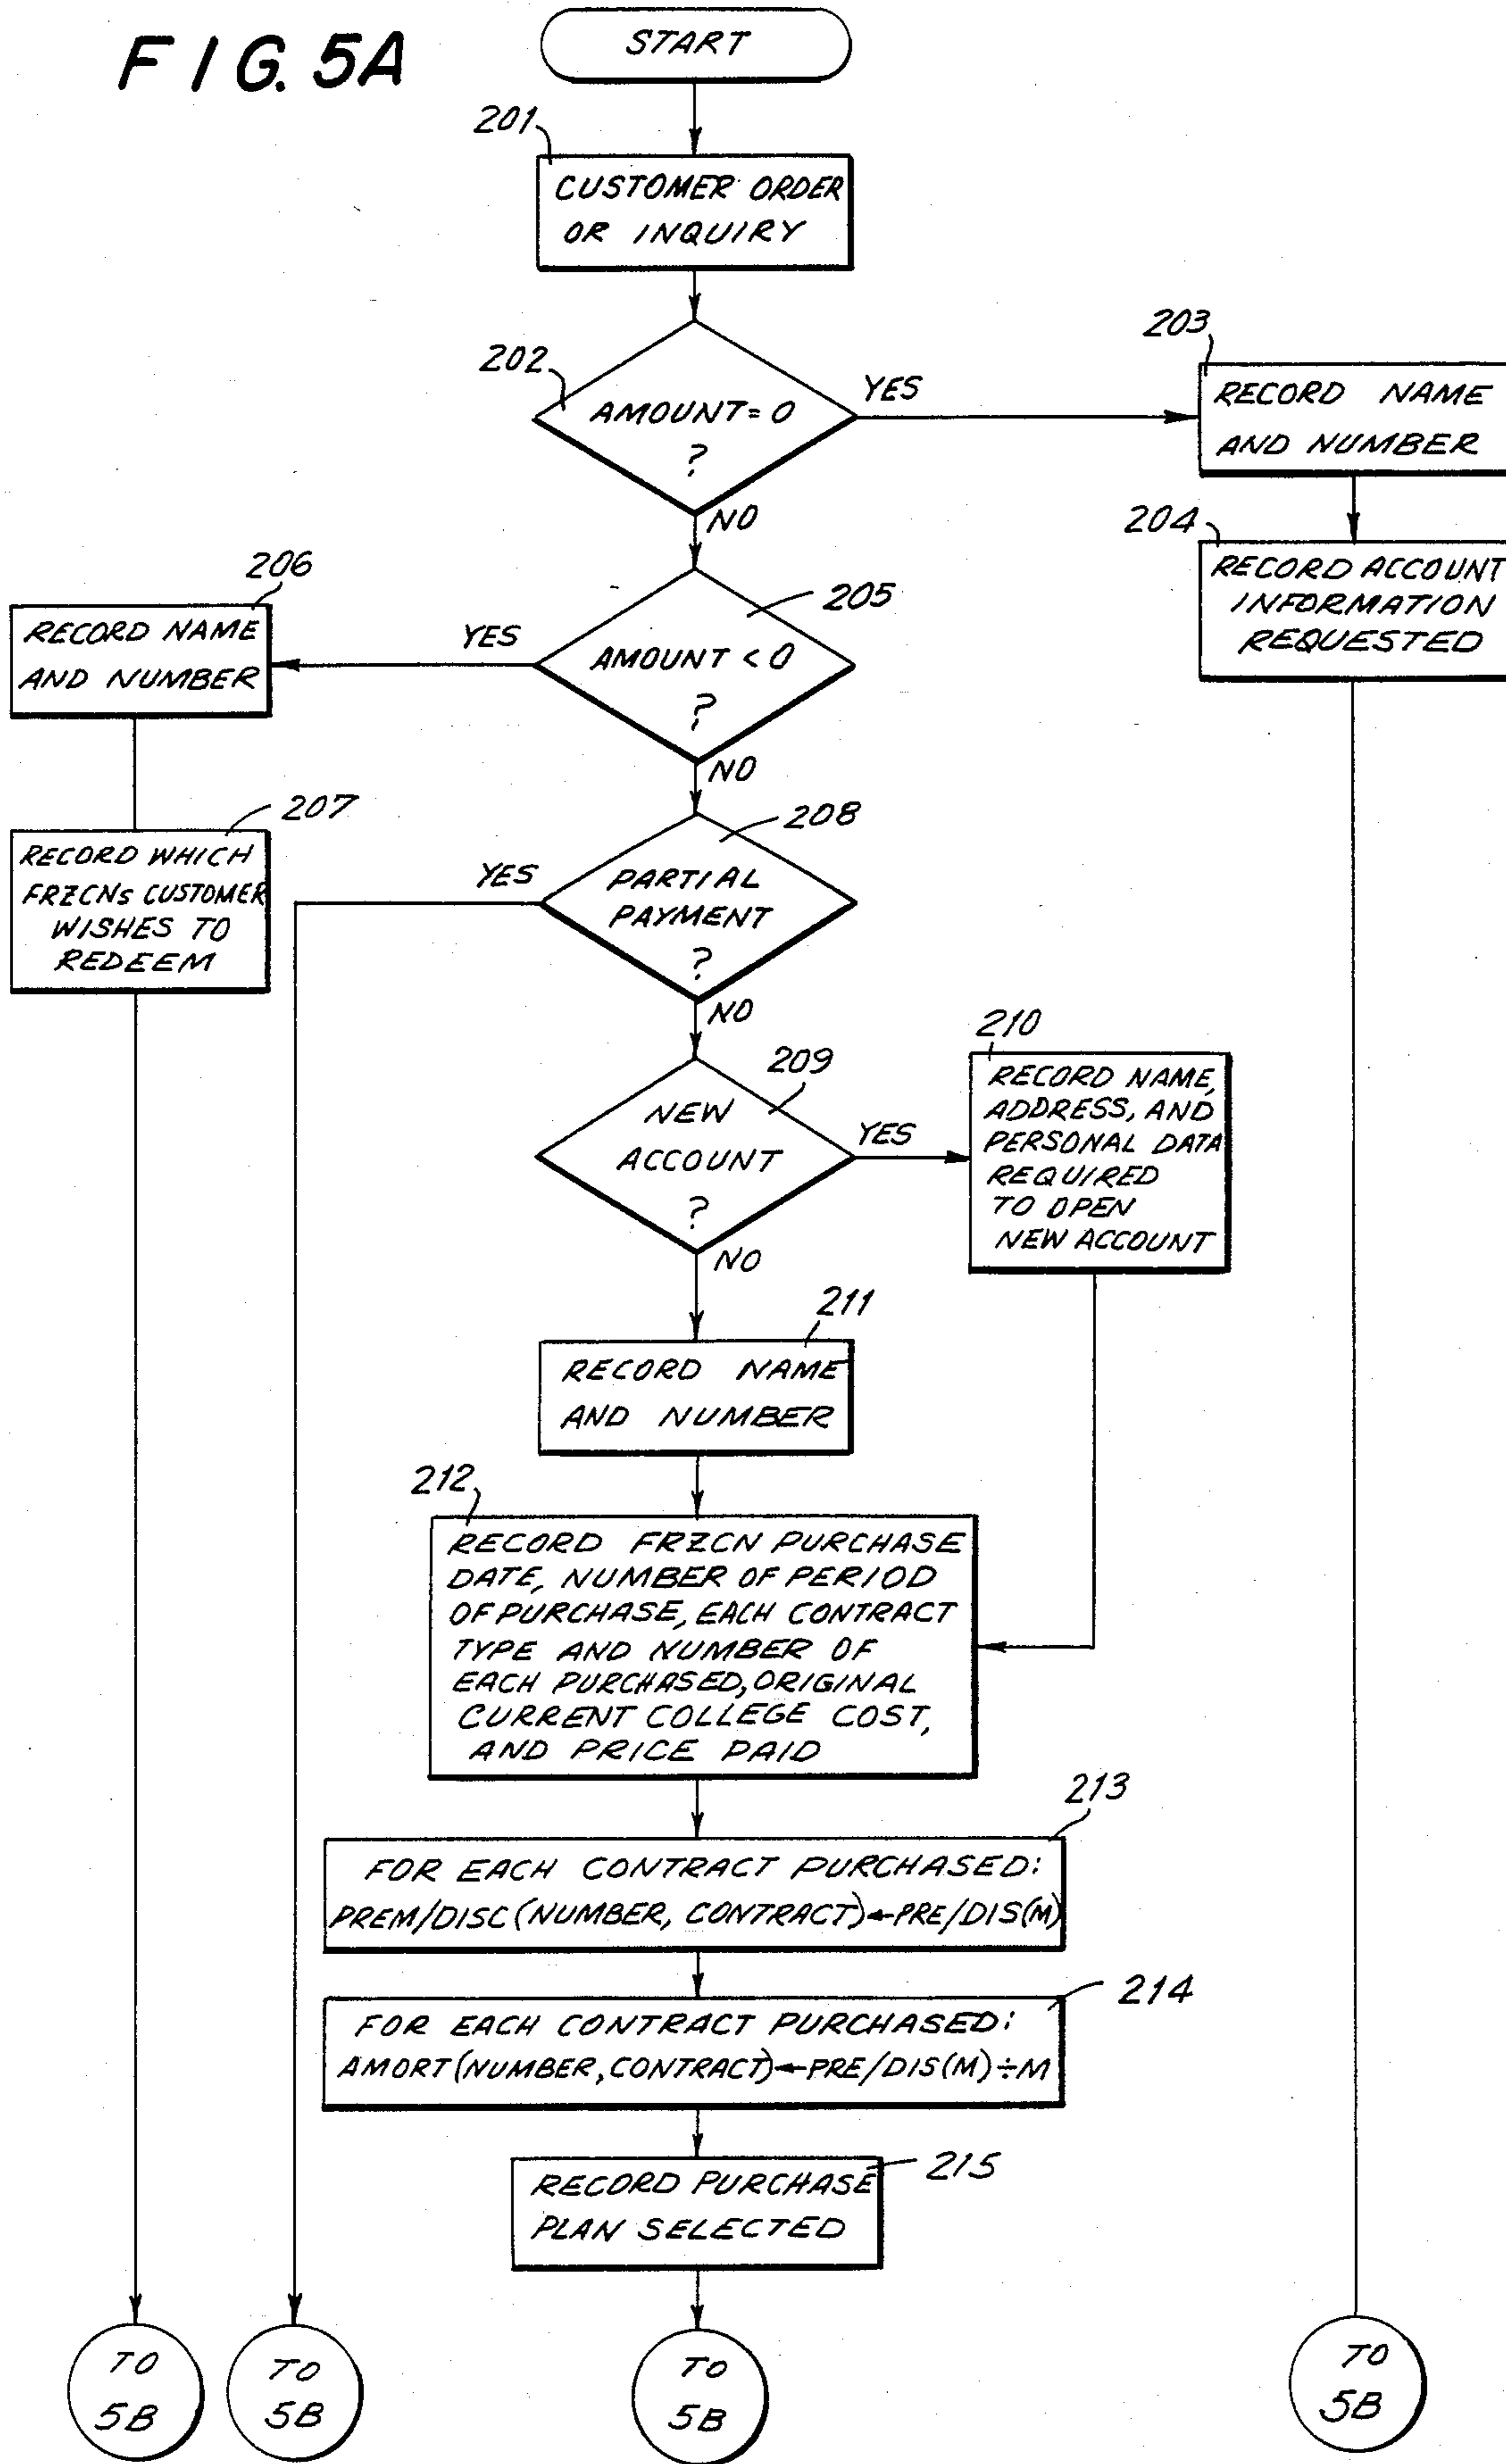 FIG. 5A
START
201
CUSTOMER ORDER
OR INQUIRY
202
AMOUNT = 0
?
YES
NO
203
RECORD NAME
AND NUMBER
204
RECORD ACCOUNT
INFORMATION
REQUESTED
205
AMOUNT < 0
?
YES
NO
206
RECORD NAME
AND NUMBER
207
RECORD WHICH
FRZCNs CUSTOMER
WISHES TO
REDEEM
208
PARTIAL
PAYMENT
?
YES
NO
209
NEW
ACCOUNT
?
YES
NO
210
RECORD NAME,
ADDRESS, AND
PERSONAL DATA
REQUIRED
TO OPEN
NEW ACCOUNT
211
RECORD NAME
AND NUMBER
212
RECORD FRZCN PURCHASE
DATE, NUMBER OF PERIOD
OF PURCHASE, EACH CONTRACT
TYPE AND NUMBER OF
EACH PURCHASED, ORIGINAL
CURRENT COLLEGE COST,
AND PRICE PAID
213
FOR EACH CONTRACT PURCHASED:
PREM/DISC (NUMBER, CONTRACT)←PRE/DIS(M)
214
FOR EACH CONTRACT PURCHASED:
AMORT (NUMBER, CONTRACT)←PRE/DIS(M)÷M
215
RECORD PURCHASE
PLAN SELECTED
TO
5B
TO
5B
TO
5B
TO
5B